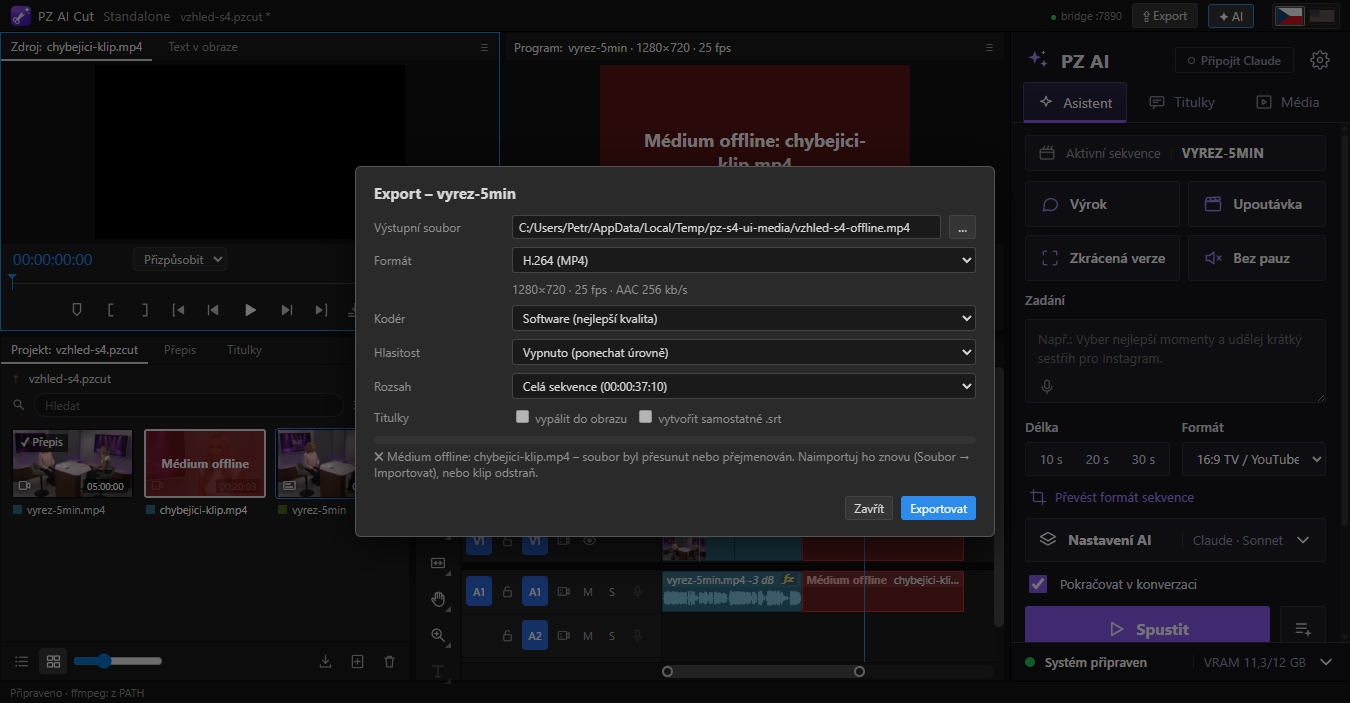 PZ AI Cut Standalone vzhled-s4.pzcut *
bridge :7890
Export
AI
Zdroj: chybejici-klip.mp4
Text v obraze
Program: vyrez-5min · 1280×720 · 25 fps
PZ AI
Připojit Claude
Asistent
Titulky
Média
Médium offline: chybejici-
klip.mp4
Aktivní sekvence
VYREZ-5MIN
Výrok
Upoutávka
Zkrácená verze
Bez pauz
Zadání
Např.: Vyber nejlepší momenty a udělej krátký
sestřih pro Instagram.
Délka
Formát
10 s 20 s 30 s
16:9 TV / YouTube
Převést formát sekvence
Nastavení AI
Claude · Sonnet
Pokračovat v konverzaci
Spustit
Systém připraven
VRAM 11,3/12 GB
00:00:00:00
Přizpůsobit
Export – vyrez-5min
Výstupní soubor
C:/Users/Petr/AppData/Local/Temp/pz-s4-ui-media/vzhled-s4-offline.mp4
...
Formát
H.264 (MP4)
1280×720 · 25 fps · AAC 256 kb/s
Kodér
Software (nejlepší kvalita)
Hlasitost
Vypnuto (ponechat úrovně)
Rozsah
Celá sekvence (00:00:37:10)
Titulky
vypálit do obrazu
vytvořit samostatné .srt
✕ Médium offline: chybejici-klip.mp4 – soubor byl přesunut nebo přejmenován. Naimportuj ho znovu (Soubor →
Importovat), nebo klip odstraň.
Zavřít
Exportovat
Projekt: vzhled-s4.pzcut
Přepis
Titulky
vzhled-s4.pzcut
Hledat
✓ Přepis
05:00:00
Médium offline
00:20:03
vyrez-5min.mp4
chybejici-klip.mp4
vyrez-5min
V1
V1
A1
A1
M S
vyrez-5min.mp4 -3 dB fx
Médium offline chybejici-kli...
A2
M S
Připraveno · ffmpeg: z PATH